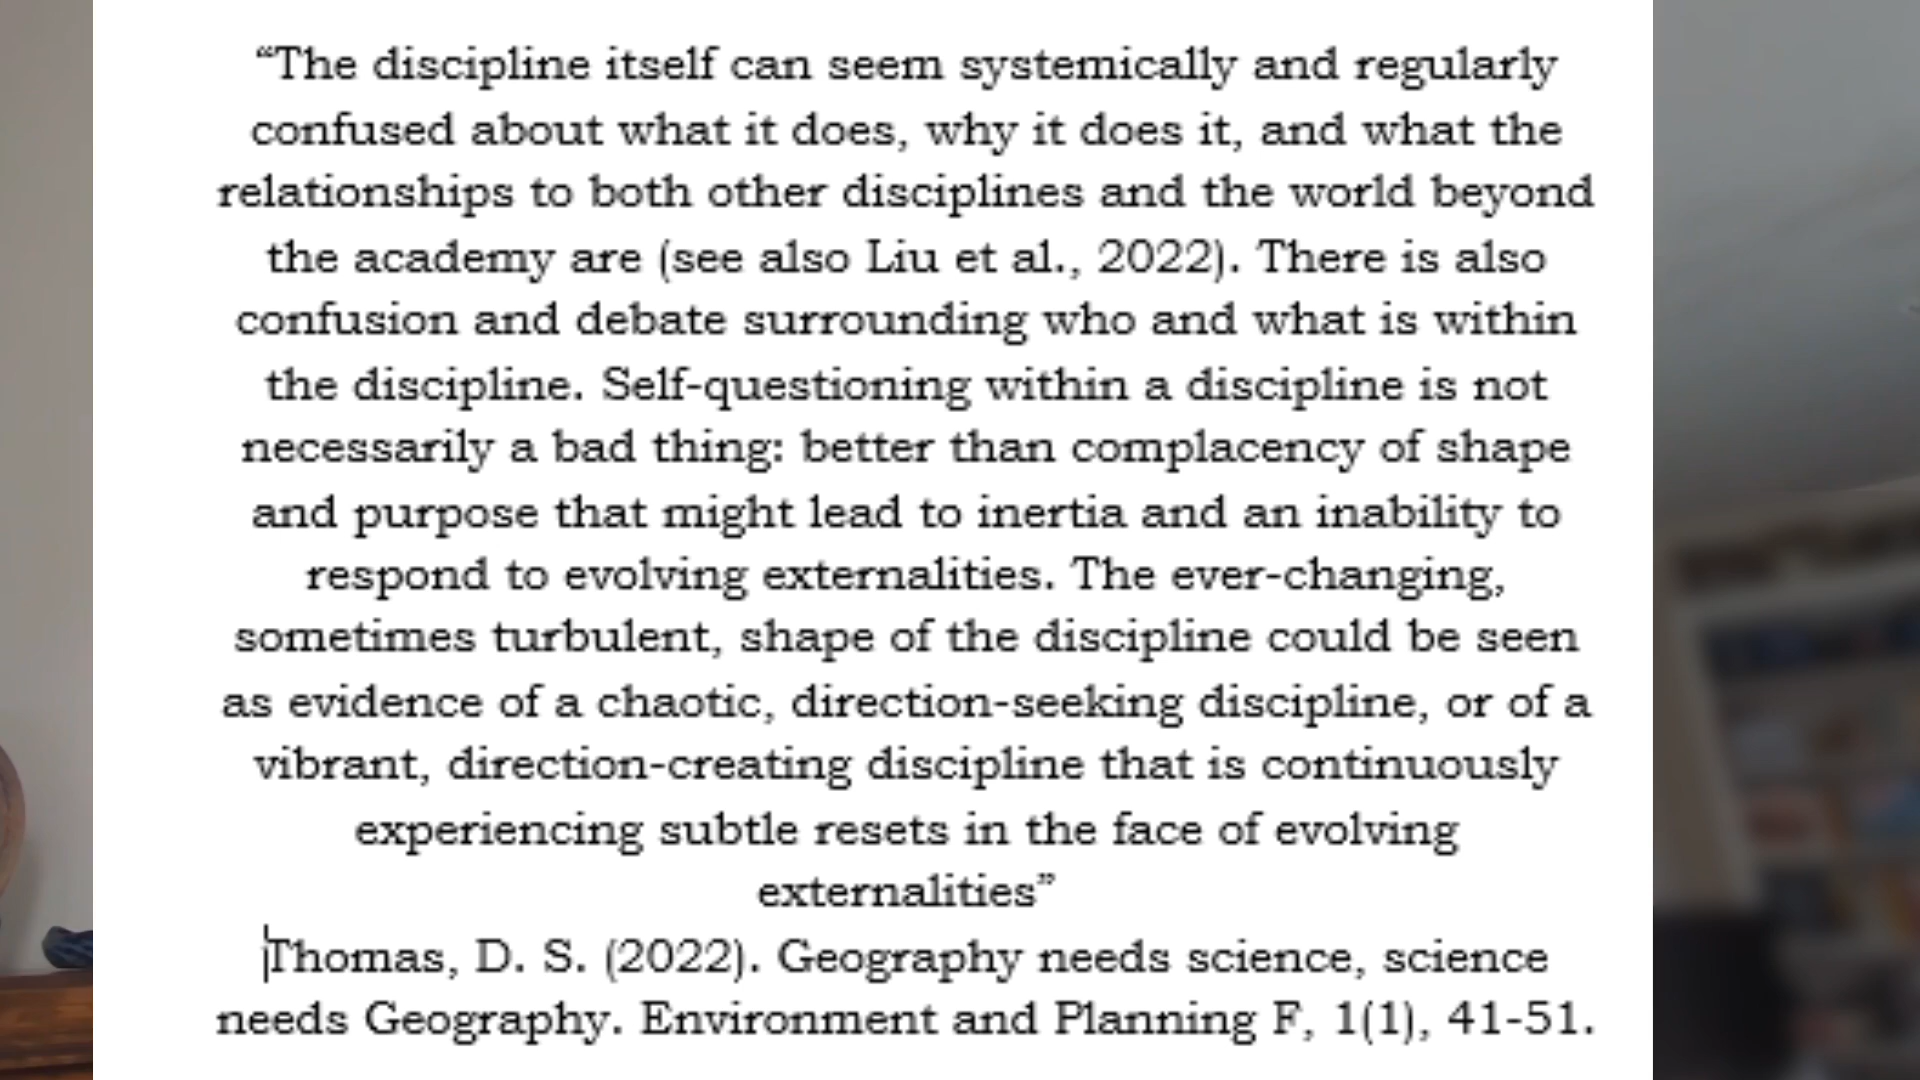 “The discipline itself can seem systemically and regularly
confused about what it does, why it does it, and what the
relationships to both other disciplines and the world beyond
the academy are (see also Liu et al., 2022). There is also
confusion and debate surrounding who and what is within
the discipline. Self-questioning within a discipline is not
necessarily a bad thing: better than complacency of shape
and purpose that might lead to inertia and an inability to
respond to evolving externalities. The ever-changing,
sometimes turbulent, shape of the discipline could be seen
as evidence of a chaotic, direction-seeking discipline, or of a
vibrant, direction-creating discipline that is continuously
experiencing subtle resets in the face of evolving
externalities”
Thomas, D. S. (2022). Geography needs science, science
needs Geography. Environment and Planning F, 1(1), 41-51.